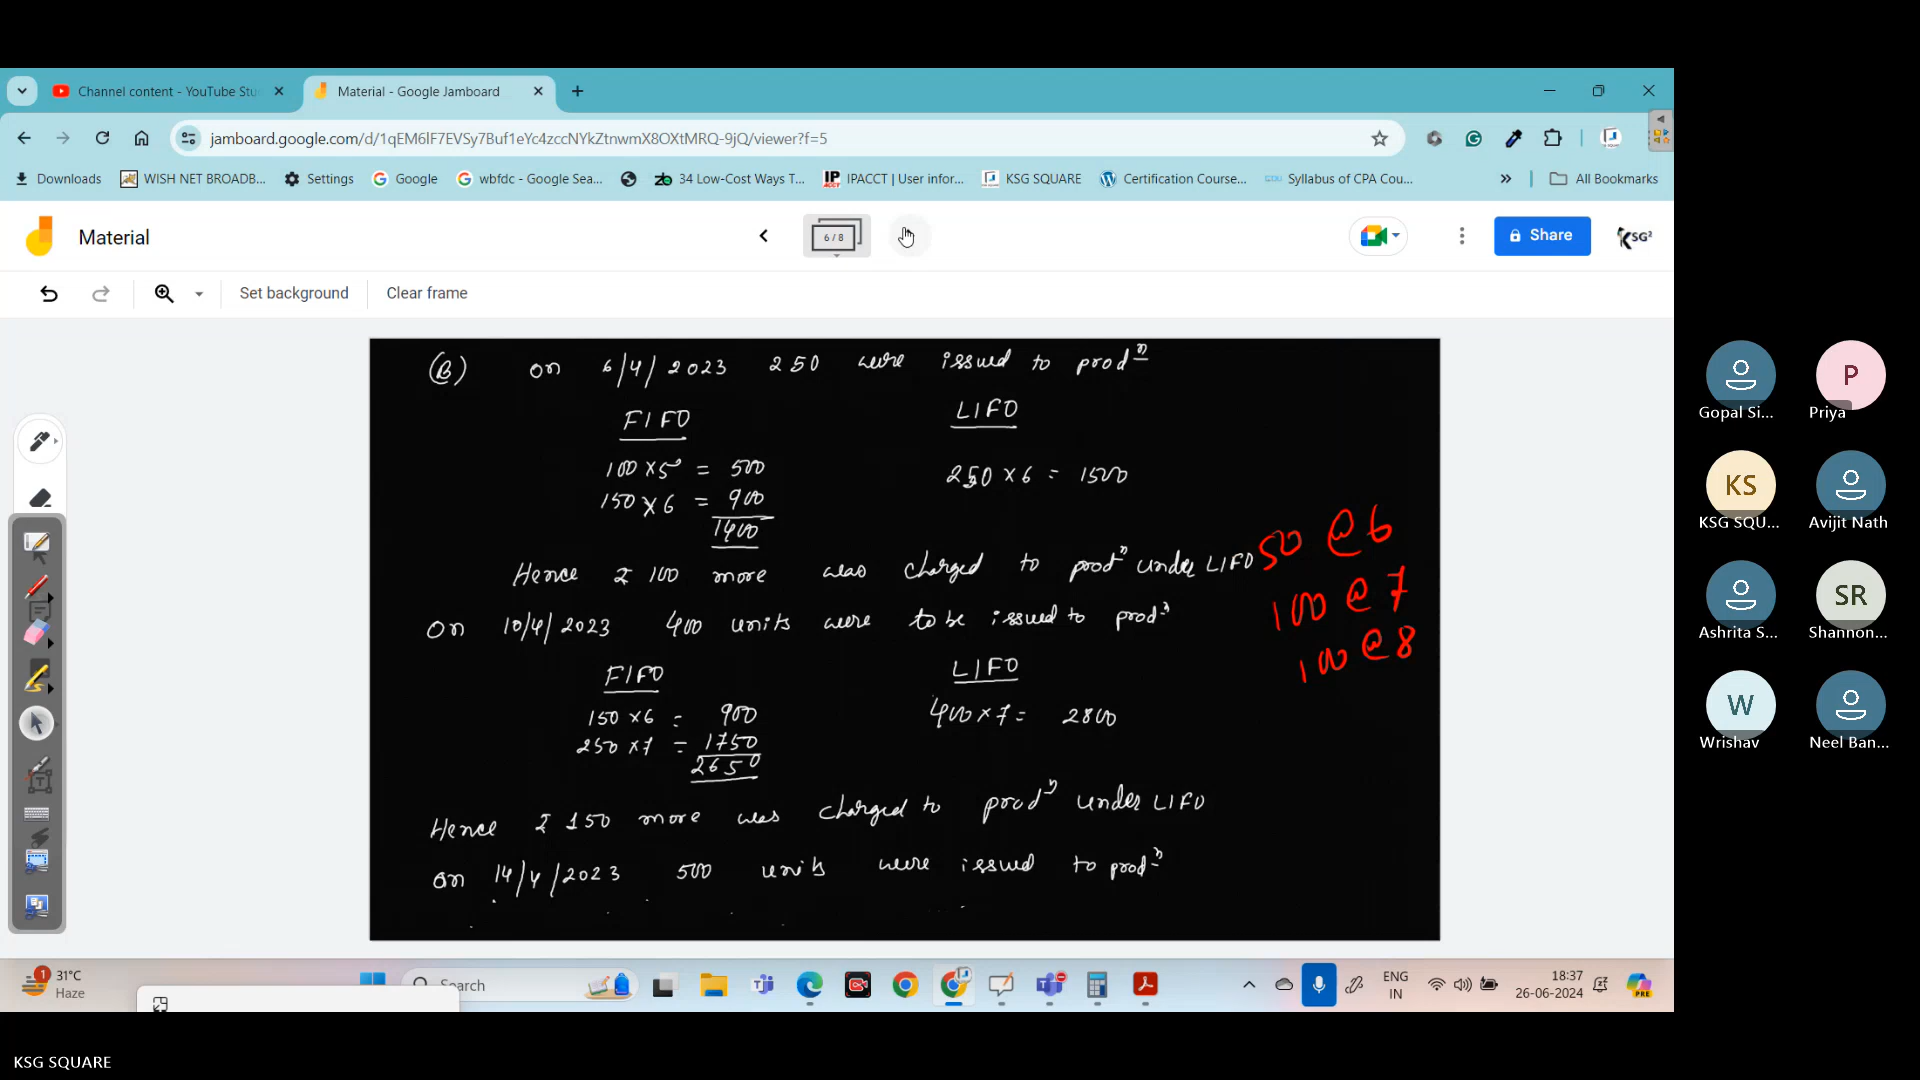 Channel content - YouTube Stu
Material - Google Jamboard
jamboard.google.com/d/1qEM6lF7EVSy7Buf1eYc4zccNYkZtnwmX8OXtMRQ-9jQ/viewer?f=5
Downloads
WISH NET BROADB...
Settings
Google
wbfdc - Google Sea...
34 Low-Cost Ways T...
IPACCT | User infor...
KSG SQUARE
Certification Course...
Syllabus of CPA Cou...
All Bookmarks
Material
6 / 8
Share
KSG²
Set background
Clear frame
(B) On 6/4/2023 250 were issued to prodⁿ
FIFO LIFO
100 x 5 = 500 250 x 6 = 1500
150 x 6 = 900
1400
50 @ 6
Hence ₹ 100 more was charged to prodⁿ under LIFO
100 @ 7
On 10/4/2023 400 units were to be issued to prodⁿ
100 @ 8
FIFO LIFO
150 x 6 = 900 400 x 7 = 2800
250 x 7 = 1750
2650
Hence ₹ 150 more was charged to prodⁿ under LIFO
On 14/4/2023 500 units were issued to prodⁿ
Gopal Si...
Priya
P
KS
KSG SQU...
Avijit Nath
SR
Ashrita S...
Shannon...
W
Wrishav
Neel Ban...
1
31°C
Haze
Search
ENG
IN
18:37
26-06-2024
PRE
KSG SQUARE